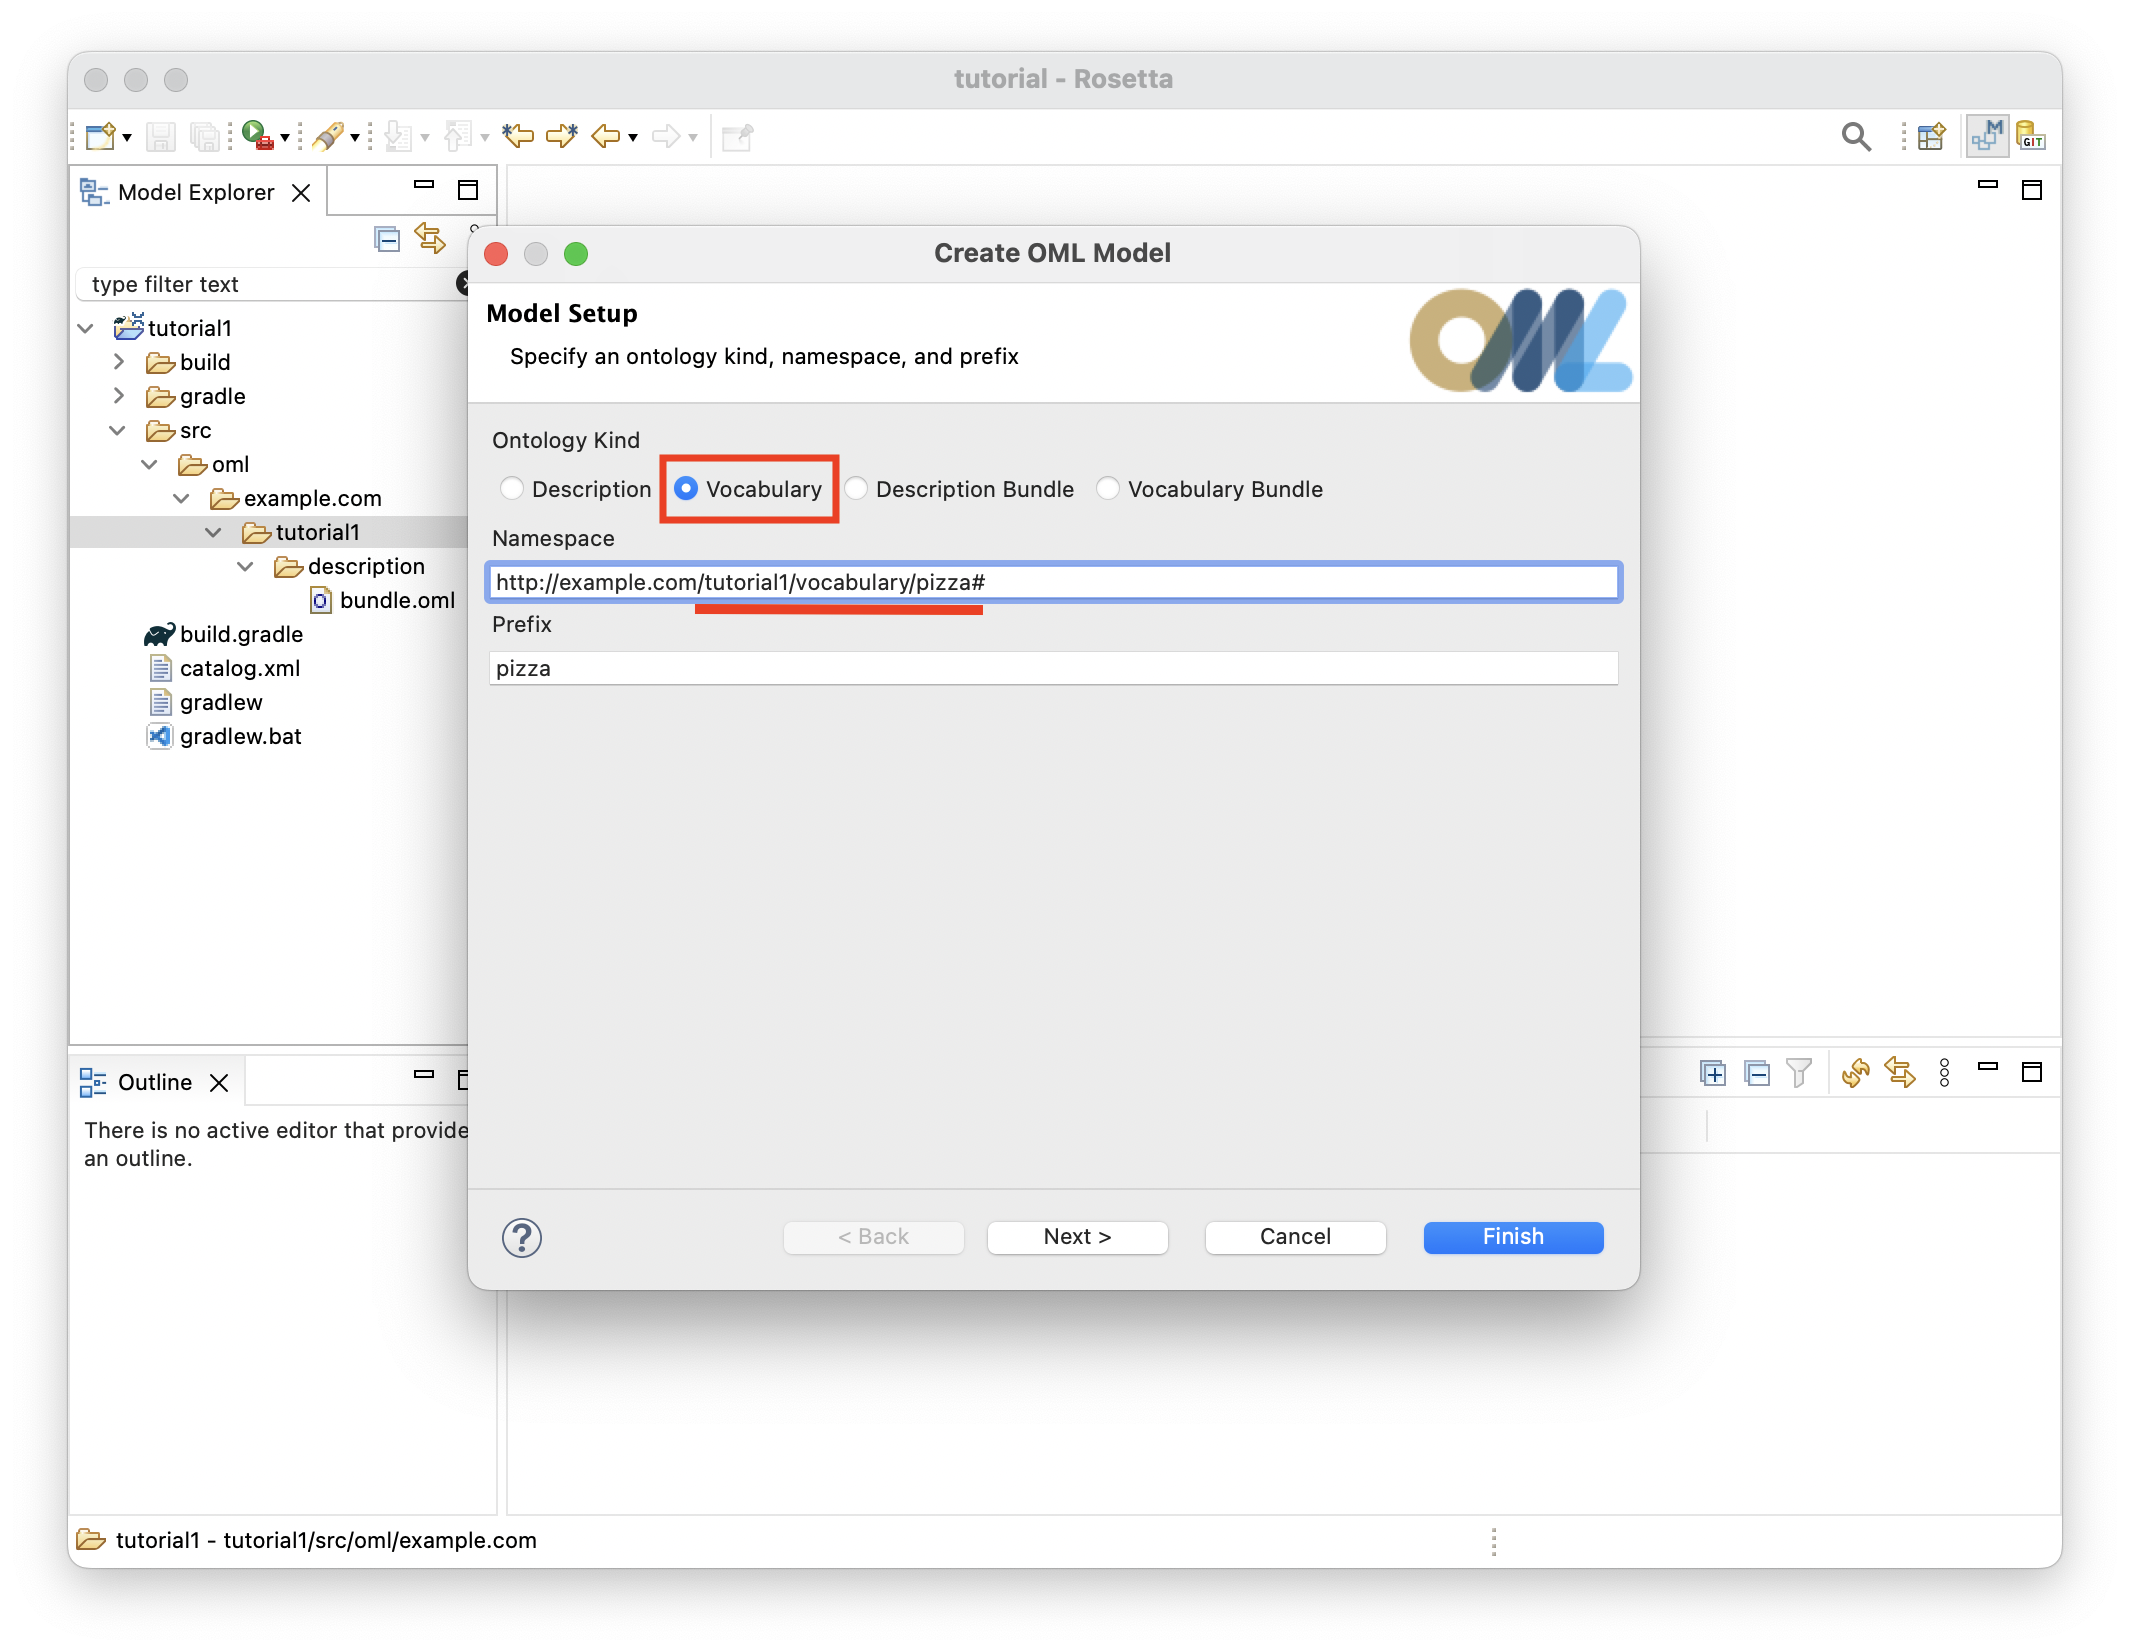 tutorial - Rosetta
M
GIT
Model Explorer
type filter text
tutorial1
build
gradle
src
oml
example.com
tutorial1
description
bundle.oml
build.gradle
catalog.xml
gradlew
gradlew.bat
Create OML Model
Model Setup
Specify an ontology kind, namespace, and prefix
OML
Ontology Kind
Description Vocabulary Description Bundle Vocabulary Bundle
Namespace
http://example.com/tutorial1/vocabulary/pizza#
Prefix
pizza
? < Back Next > Cancel Finish
Outline
There is no active editor that provide
an outline.
tutorial1 - tutorial1/src/oml/example.com